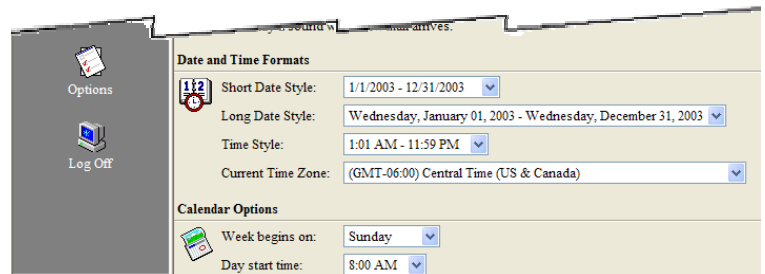 sound
arrives.
Date and Time Formats
Short Date Style: 1/1/2003 - 12/31/2003
Long Date Style: Wednesday, January 01, 2003 - Wednesday, December 31, 2003
Time Style: 1:01 AM - 11:59 PM
Current Time Zone: (GMT-06:00) Central Time (US & Canada)
Calendar Options
Week begins on: Sunday
Day start time: 8:00 AM
Options
Log Off